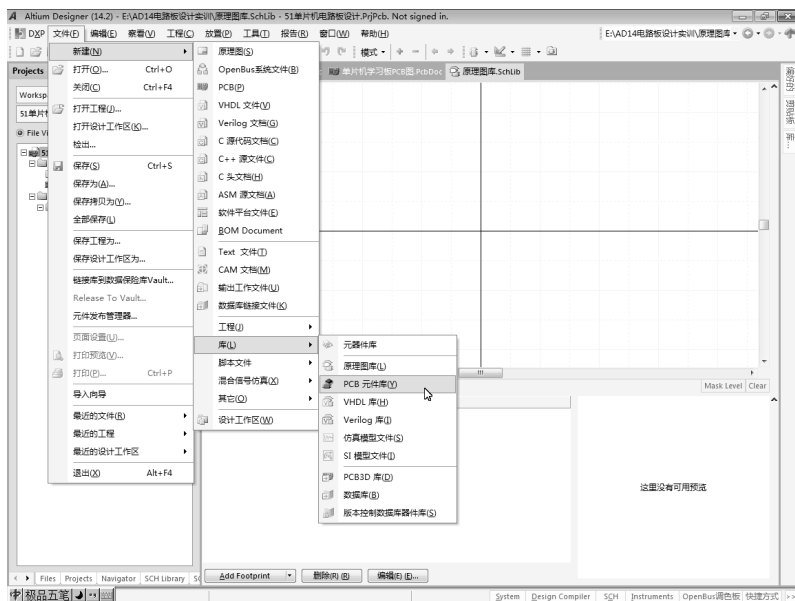 Altium Designer (14.2) - E:\AD14电路板设计实训\原理图库.SchLib - 51单片机电路板设计.PrjPcb. Not signed in.
DXP 文件(F) 编辑(E) 察看(V) 工程(C) 放置(P) 工具(T) 报告(R) 窗口(W) 帮助(H) E:\AD14电路板设计实训\原理图库
模式
Projects
单片机学习板PCB图.PcbDoc 原理图库.SchLib
Worksp
51单片
File Vi
新建(N)
打开(O)... Ctrl+O
关闭(C) Ctrl+F4
打开工程(J)...
打开设计工作区(K)...
检出...
保存(S) Ctrl+S
保存为(A)...
保存拷贝为(Y)...
全部保存(L)
保存工程为...
保存设计工作区为...
链接库到数据保险库Vault...
Release To Vault...
元件发布管理器...
页面设置(U)...
打印预览(V)...
打印(P)... Ctrl+P
导入向导
最近的文件(R)
最近的工程
最近的设计工作区
退出(X) Alt+F4
原理图(S)
OpenBus系统文件(B)
PCB(P)
VHDL 文件(V)
Verilog 文档(G)
C 源代码文档(C)
C++ 源文件(C)
C 头文档(H)
ASM 源文档(A)
软件平台文件(E)
BOM Document
Text 文件(T)
CAM 文档(M)
输出工作文件(U)
数据库链接文件(K)
工程(J)
库(L)
脚本文件
混合信号仿真(X)
其它(O)
设计工作区(W)
元器件库
原理图库(L)
PCB 元件库(Y)
VHDL 库(H)
Verilog 库(I)
仿真模型文件(S)
SI 模型文件(I)
PCB3D 库(D)
数据库(B)
版本控制数据库器件库(S)
Mask Level Clear
这里没有可用预览
Files Projects Navigator SCH Library
Add Footprint 删除(R) (R) 编辑(E) (E)...
中 极品五笔
System Design Compiler SCH Instruments OpenBus调色板 快捷方式 >>